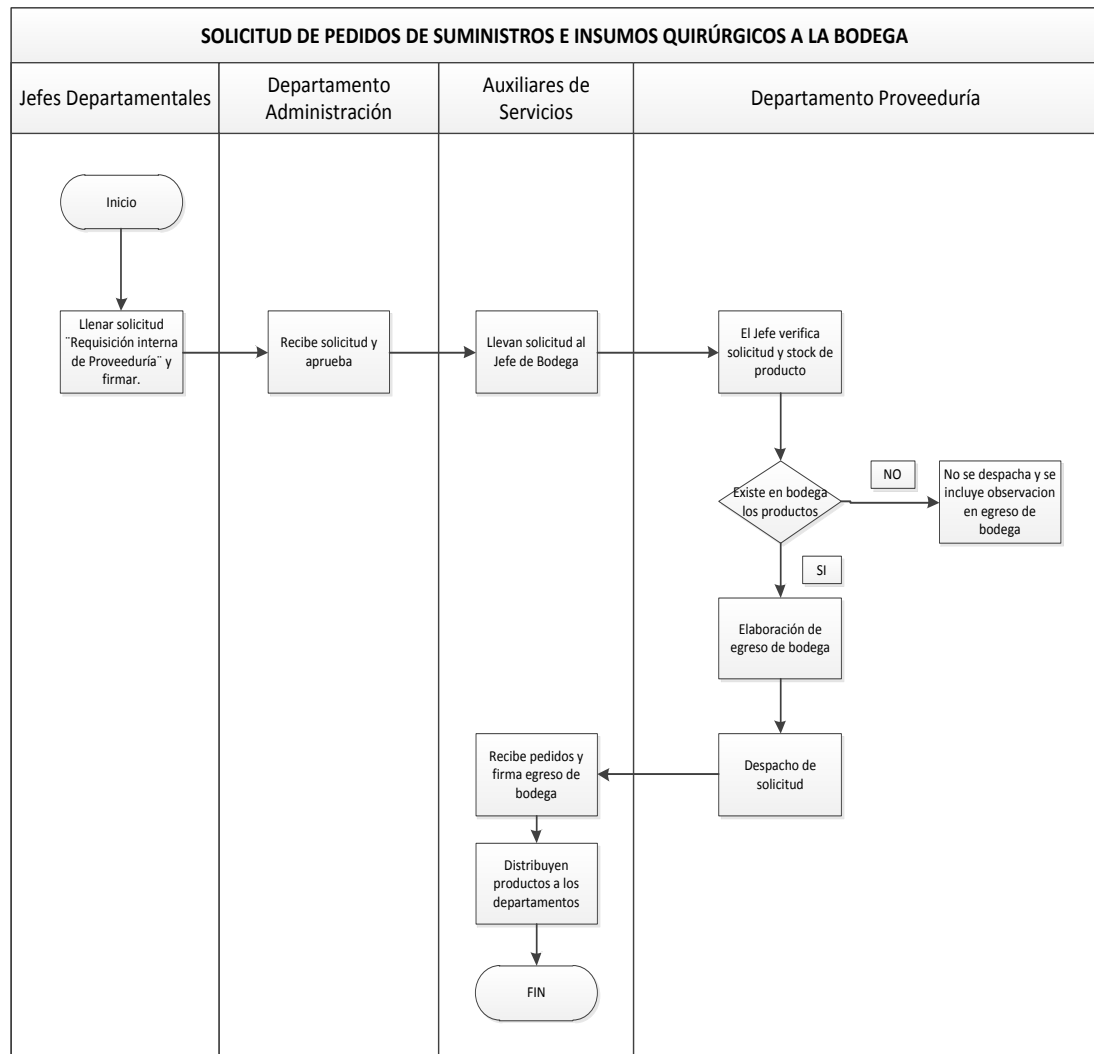 SOLICITUD DE PEDIDOS DE SUMINISTROS E INSUMOS QUIRÚRGICOS A LA BODEGA
Jefes Departamentales
Departamento
Administración
Auxiliares de
Servicios
Departamento Proveeduría
Inicio
Llenar solicitud
¨Requisición interna
de Proveeduría¨ y
firmar.
Recibe solicitud y
aprueba
Llevan solicitud al
Jefe de Bodega
El Jefe verifica
solicitud y stock de
producto
Existe en bodega
los productos
NO
No se despacha y se
incluye observacion
en egreso de
bodega
SI
Elaboración de
egreso de bodega
Despacho de
solicitud
Recibe pedidos y
firma egreso de
bodega
Distribuyen
productos a los
departamentos
FIN